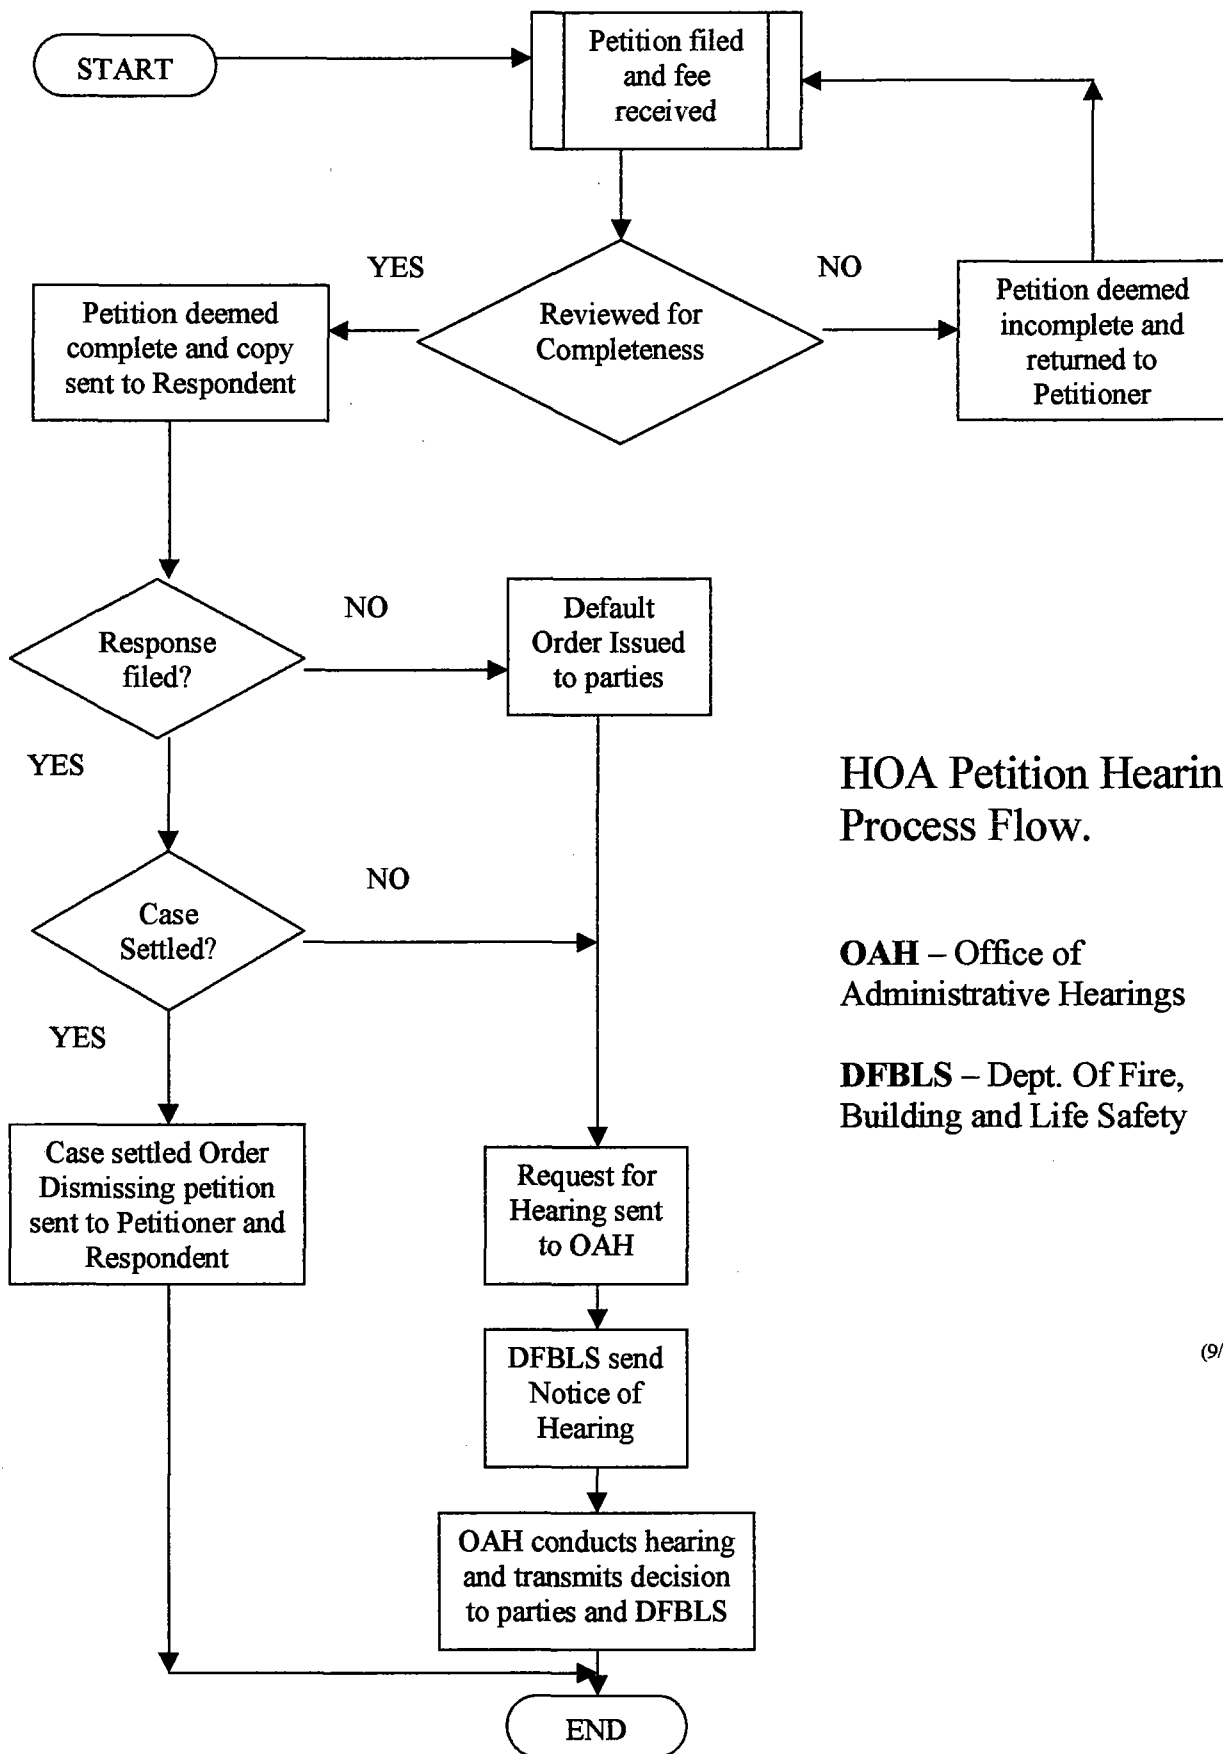 START
Petition filed
and fee
received
YES
NO
Petition deemed
complete and copy
sent to Respondent
Reviewed for
Completeness
Petition deemed
incomplete and
returned to
Petitioner
Response
filed?
NO
Default
Order Issued
to parties
YES
HOA Petition Hearin
Process Flow.
Case
Settled?
NO
OAH – Office of
Administrative Hearings
YES
DFBLS – Dept. Of Fire,
Building and Life Safety
Case settled Order
Dismissing petition
sent to Petitioner and
Respondent
Request for
Hearing sent
to OAH
DFBLS send
Notice of
Hearing
(9/
OAH conducts hearing
and transmits decision
to parties and DFBLS
END